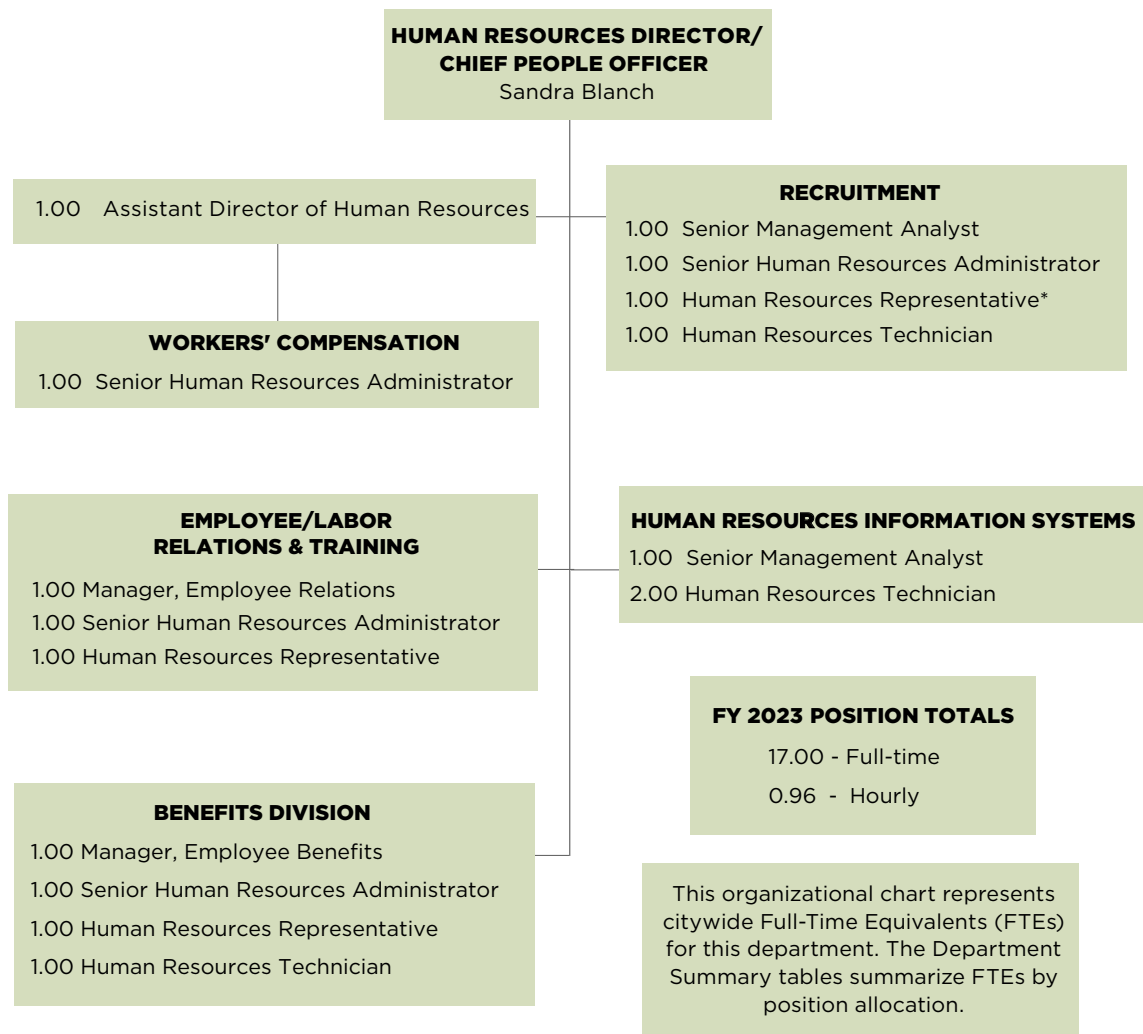 HUMAN RESOURCES DIRECTOR/
CHIEF PEOPLE OFFICER
Sandra Blanch
1.00 Assistant Director of Human Resources
WORKERS' COMPENSATION
1.00 Senior Human Resources Administrator
RECRUITMENT
1.00 Senior Management Analyst
1.00 Senior Human Resources Administrator
1.00 Human Resources Representative*
1.00 Human Resources Technician
EMPLOYEE/LABOR
RELATIONS & TRAINING
1.00 Manager, Employee Relations
1.00 Senior Human Resources Administrator
1.00 Human Resources Representative
HUMAN RESOURCES INFORMATION SYSTEMS
1.00 Senior Management Analyst
2.00 Human Resources Technician
BENEFITS DIVISION
1.00 Manager, Employee Benefits
1.00 Senior Human Resources Administrator
1.00 Human Resources Representative
1.00 Human Resources Technician
FY 2023 POSITION TOTALS
17.00 - Full-time
0.96 - Hourly
This organizational chart represents
citywide Full-Time Equivalents (FTEs)
for this department. The Department
Summary tables summarize FTEs by
position allocation.